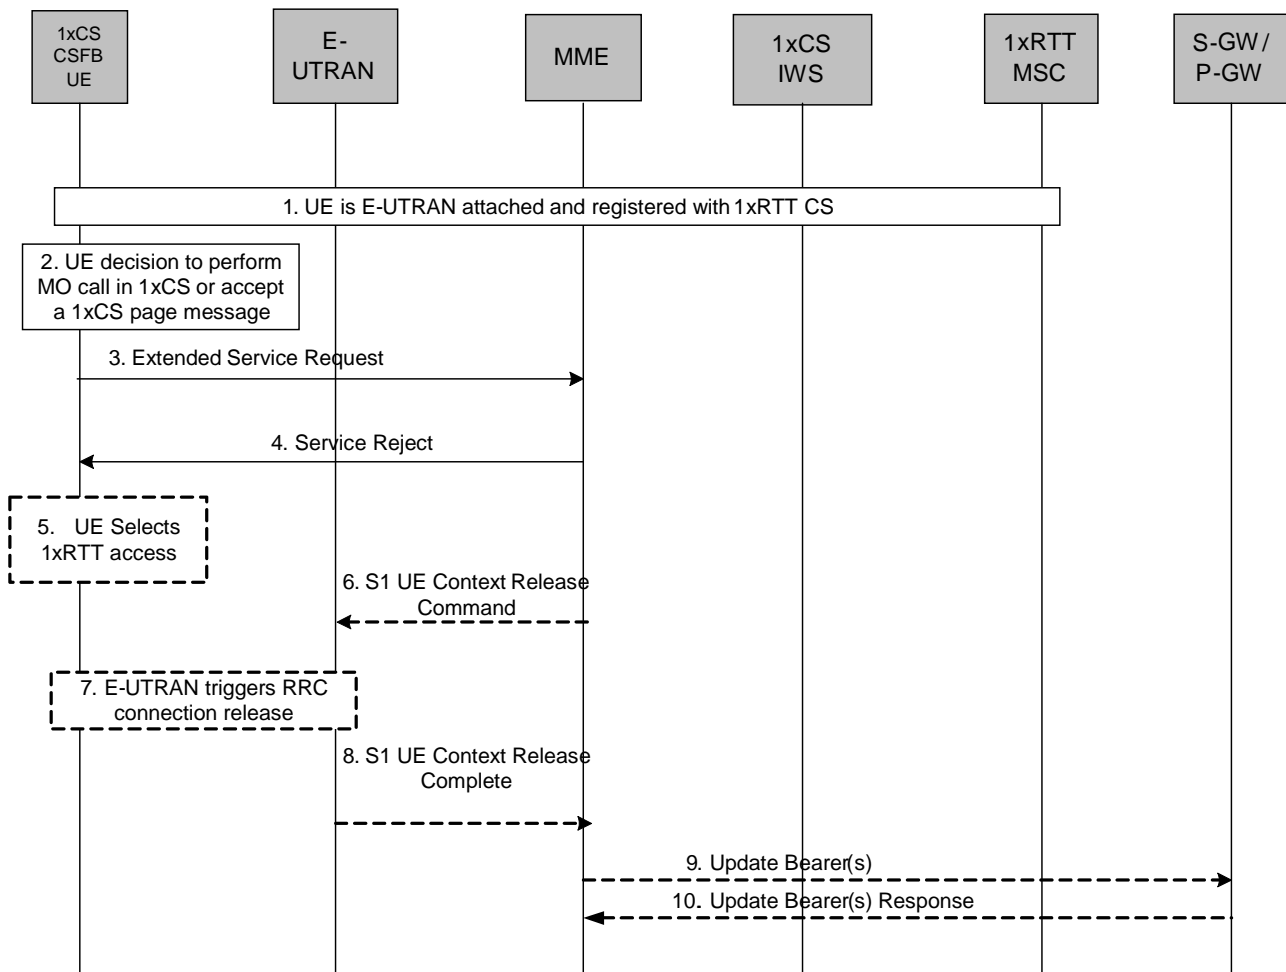 1xCS
CSFB
UE
E-
UTRAN
MME
1xCS
IWS
1xRTT
MSC
S-GW/
P-GW
1. UE is E-UTRAN attached and registered with 1xRTT CS
2. UE decision to perform
MO call in 1xCS or accept
a 1xCS page message
3. Extended Service Request
4. Service Reject
5. UE Selects
1xRTT access
6. S1 UE Context Release
Command
7. E-UTRAN triggers RRC
connection release
8. S1 UE Context Release
Complete
9. Update Bearer(s)
10. Update Bearer(s) Response